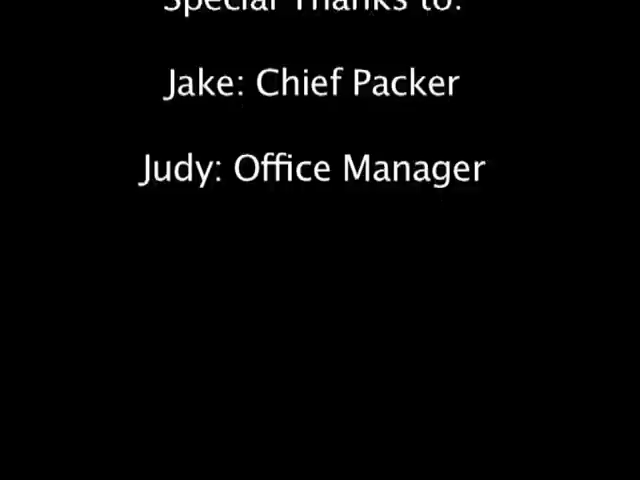 Special Thanks to:
Jake: Chief Packer
Judy: Office Manager